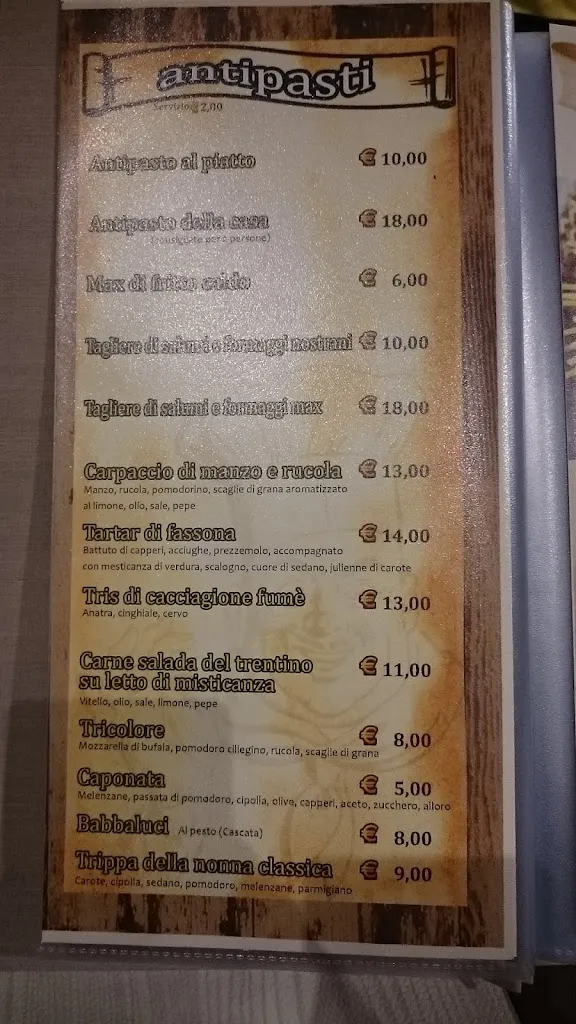 antipasti
Servizio € 2,00
Antipasto al piatto € 10,00
Antipasto della casa € 18,00
persone)
Max di fritto caldo € 6,00
Tagliere di salumi e formaggi nostrani € 10,00
Tagliere di salumi e formaggi max € 18,00
Carpaccio di manzo e rucola € 13,00
Manzo, rucola, pomodorino, scaglie di grana aromatizzato
al limone, olio, sale, pepe
Tartar di fassona € 14,00
Battuto di capperi, acciughe, prezzemolo, accompagnato
con mesticanza di verdura, scalogno, cuore di sedano, julienne di carote
Tris di cacciagione fumè € 13,00
Anatra, cinghiale, cervo
Carne salada del trentino
su letto di misticanza € 11,00
Vitello, olio, sale, limone, pepe
Tricolore € 8,00
Mozzarella di bufala, pomodoro ciliegino, rucola, scaglie di grana
Caponata € 5,00
Melenzane, passata di pomodoro, cipolla, olive, capperi, aceto, zucchero, alloro
Babbaluci Al pesto (Cascata) € 8,00
Trippa della nonna classica € 9,00
Carote, cipolla, sedano, pomodoro, melenzane, parmigiano